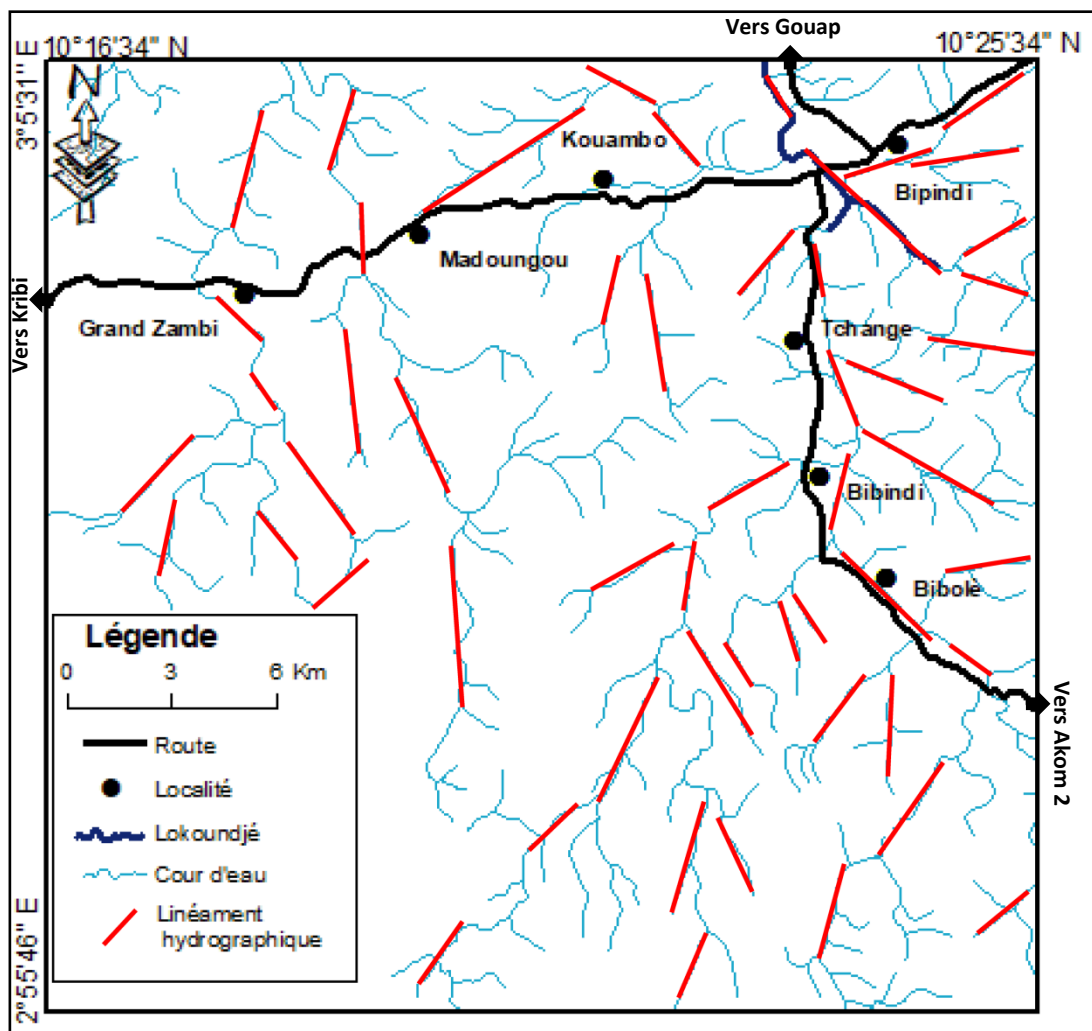 Vers Gouap
10°16'34" N
10°25'34" N
3°5'31" E
N
Kouambo
Bipindi
Madoungou
Vers Kribi
Grand Zambi
Tchange
Bibindi
Bibolè
Vers Akom 2
Légende
0 3 6 Km
Route
Localité
Lokoundjé
Cour d'eau
Linéament
hydrographique
2°55'46" E